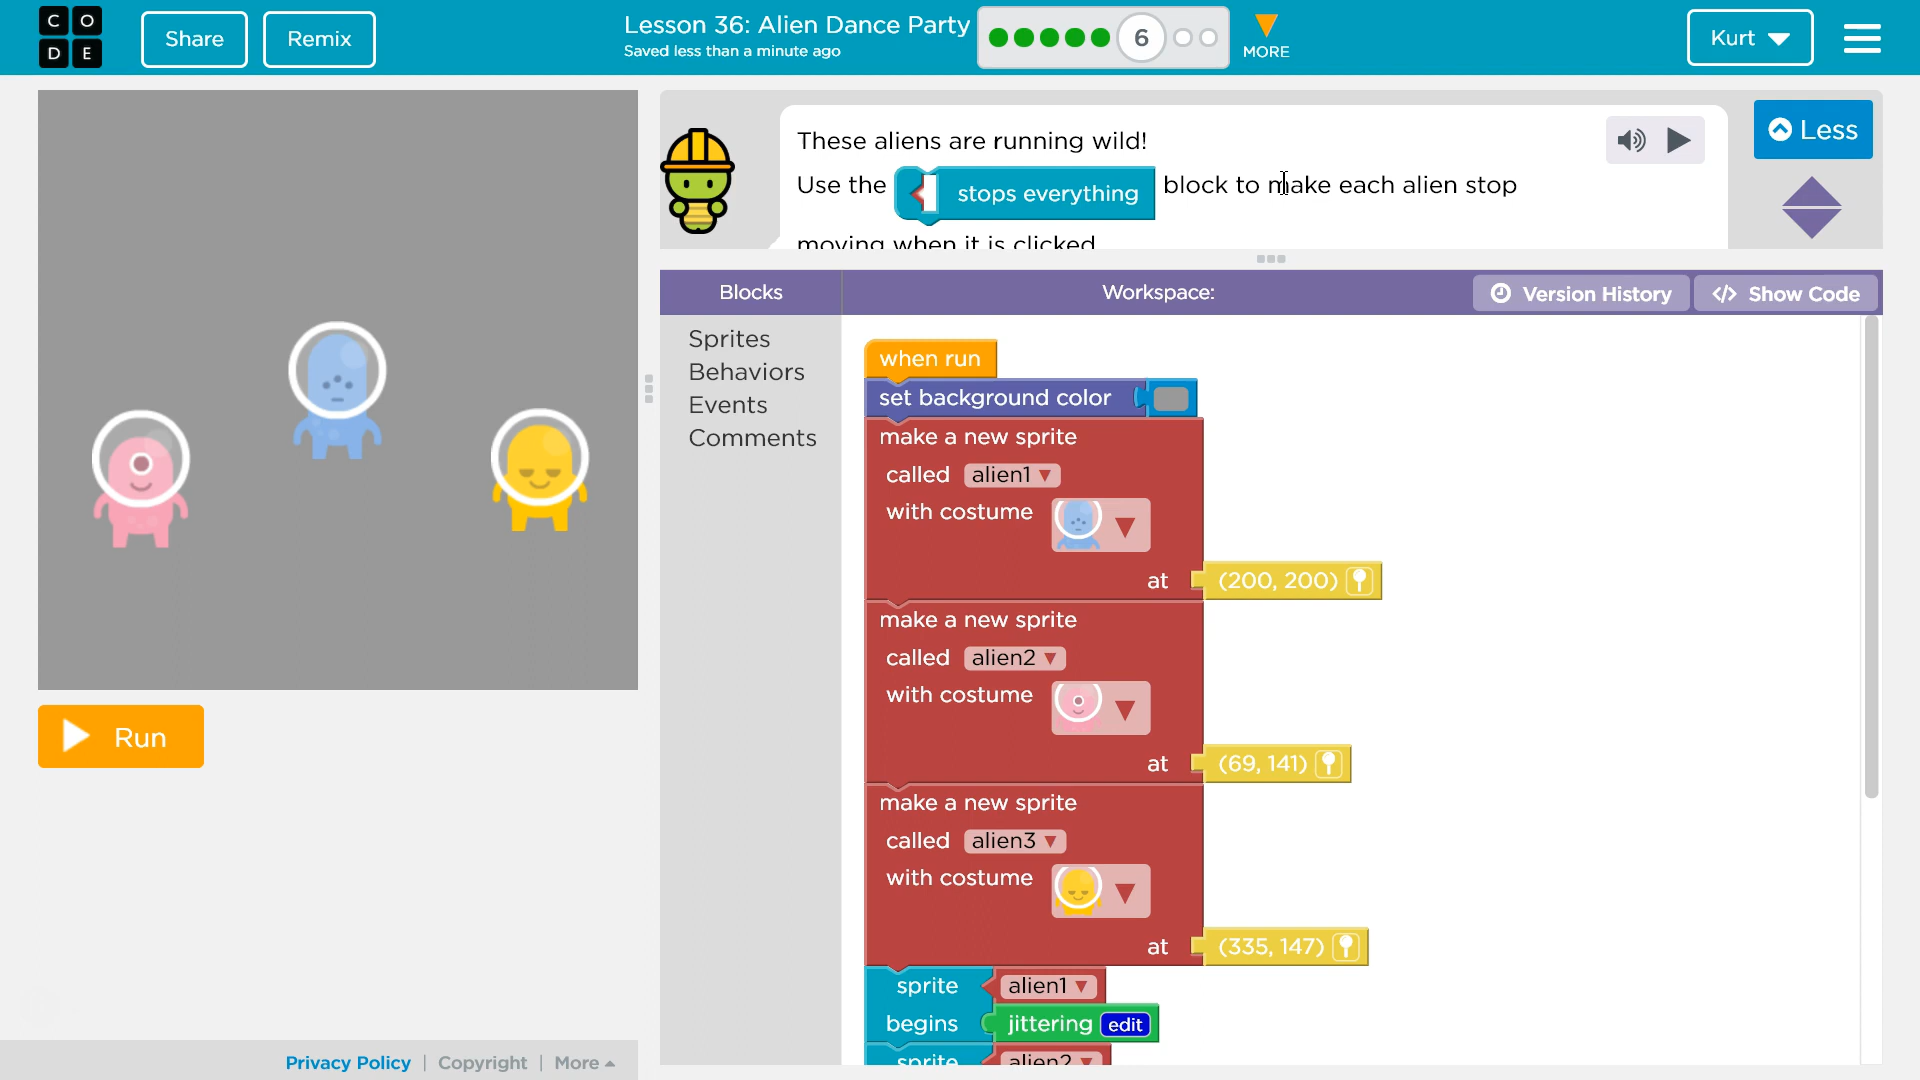 CO
DE
Share
Remix
Lesson 36: Alien Dance Party
Saved less than a minute ago
6
MORE
Kurt
These aliens are running wild!
Use the stops everything block to make each alien stop
moving when it is clicked
Less
Blocks
Workspace:
Version History
Show Code
Sprites
Behaviors
Events
Comments
when run
set background color
make a new sprite
called alien1
with costume
at (200, 200)
make a new sprite
called alien2
with costume
at (69, 141)
make a new sprite
called alien3
with costume
at (335, 147)
sprite alien1
begins jittering edit
sprite alien2
Run
Privacy Policy | Copyright | More